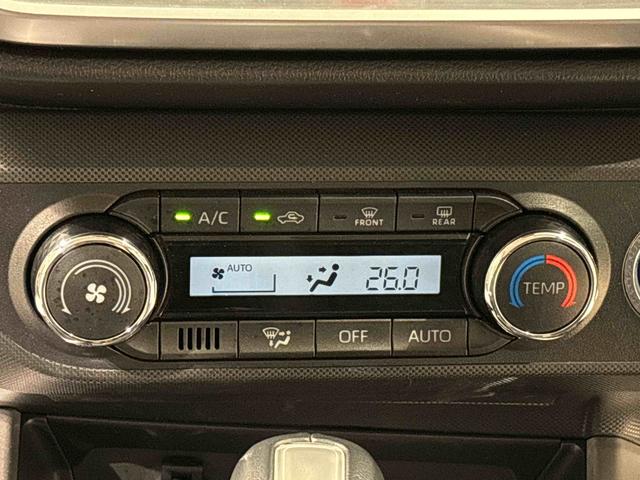 A/C
FRONT
REAR
AUTO
26.0
TEMP
OFF
AUTO